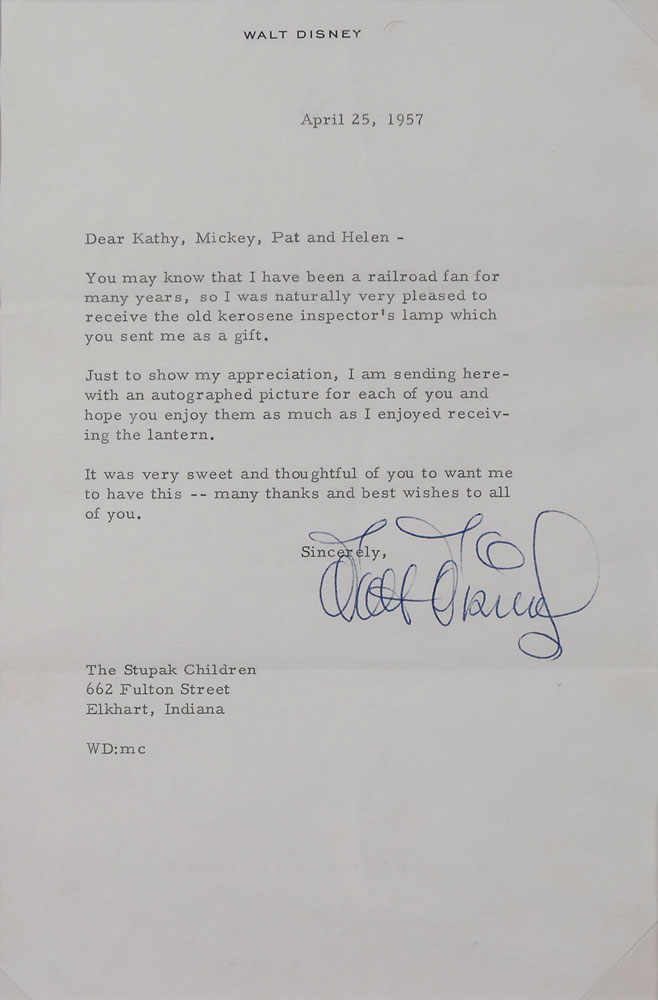 WALT DISNEY
April 25, 1957
Dear Kathy, Mickey, Pat and Helen -
You may know that I have been a railroad fan for
many years, so I was naturally very pleased to
receive the old kerosene inspector's lamp which
you sent me as a gift.
Just to show my appreciation, I am sending here-
with an autographed picture for each of you and
hope you enjoy them as much as I enjoyed receiv-
ing the lantern.
It was very sweet and thoughtful of you to want me
to have this -- many thanks and best wishes to all
of you.
Sincerely,
Walt Disney
The Stupak Children
662 Fulton Street
Elkhart, Indiana
WD:mc